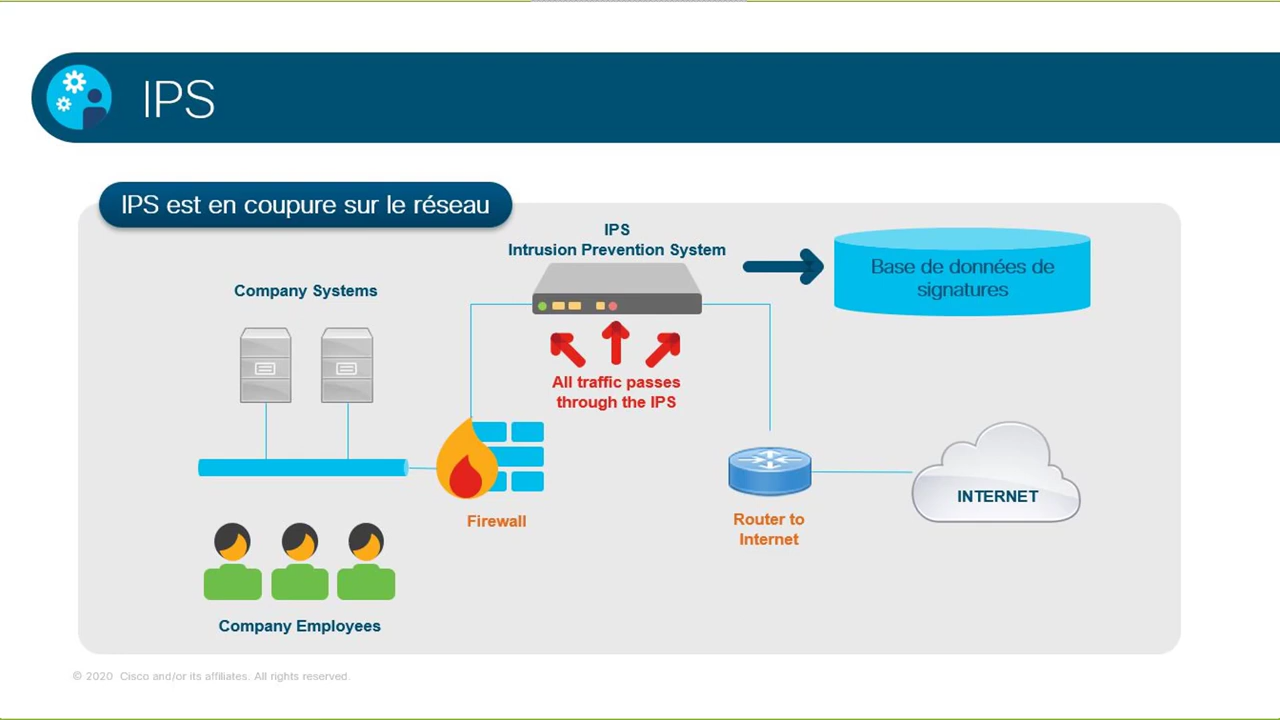 IPS
IPS est en coupure sur le réseau
IPS
Intrusion Prevention System
Base de données de
signatures
Company Systems
All traffic passes
through the IPS
INTERNET
Firewall
Router to
Internet
Company Employees
© 2020 Cisco and/or its affiliates. All rights reserved.